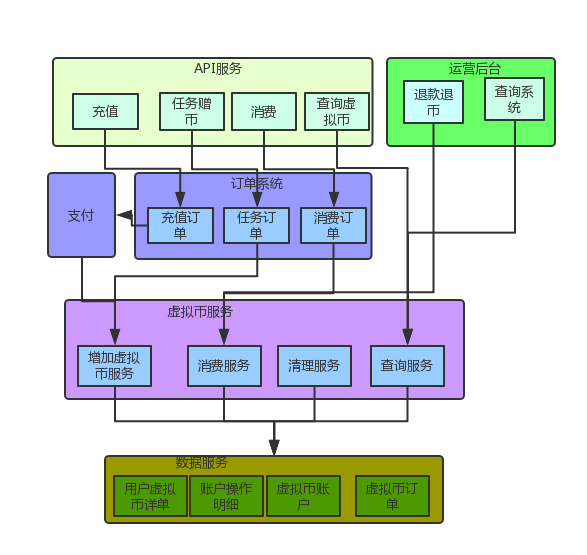 API服务
运营后台
充值
任务赠
币
消费
查询虚
拟币
退款退
币
查询系
统
支付
订单系统
充值订
单
任务订
单
消费订
单
虚拟币服务
增加虚拟
币服务
消费服务
清理服务
查询服务
数据服务
用户虚拟
币详单
账户操作
明细
虚拟币账
户
虚拟币订
单